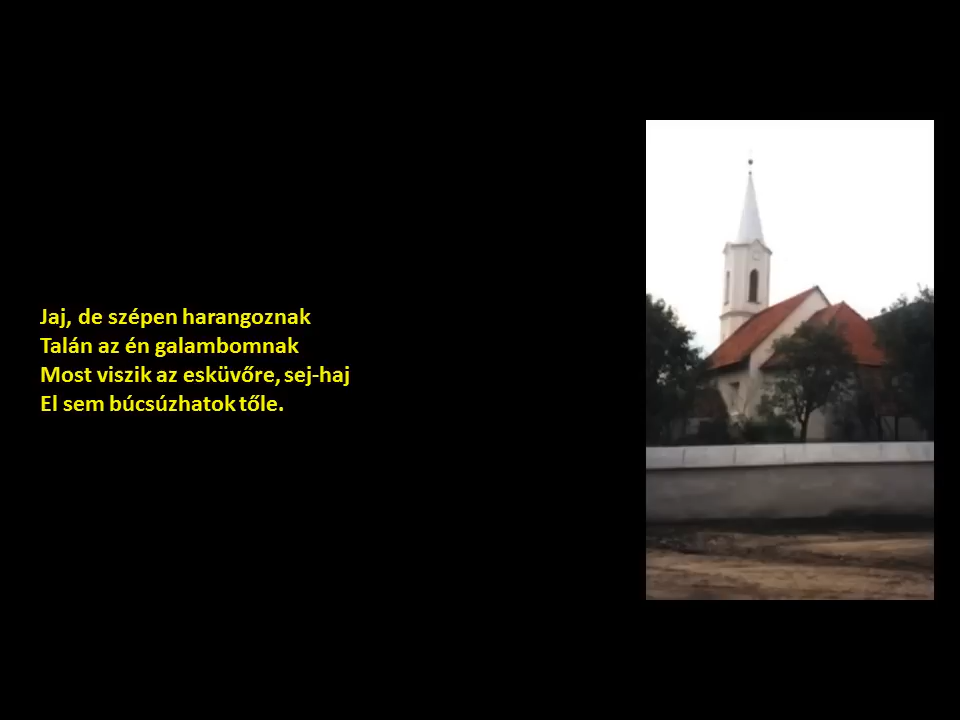 Jaj, de szépen harangoznak
Talán az én galambomnak
Most viszik az esküvőre, sej-haj
El sem búcsúzhatok tőle.